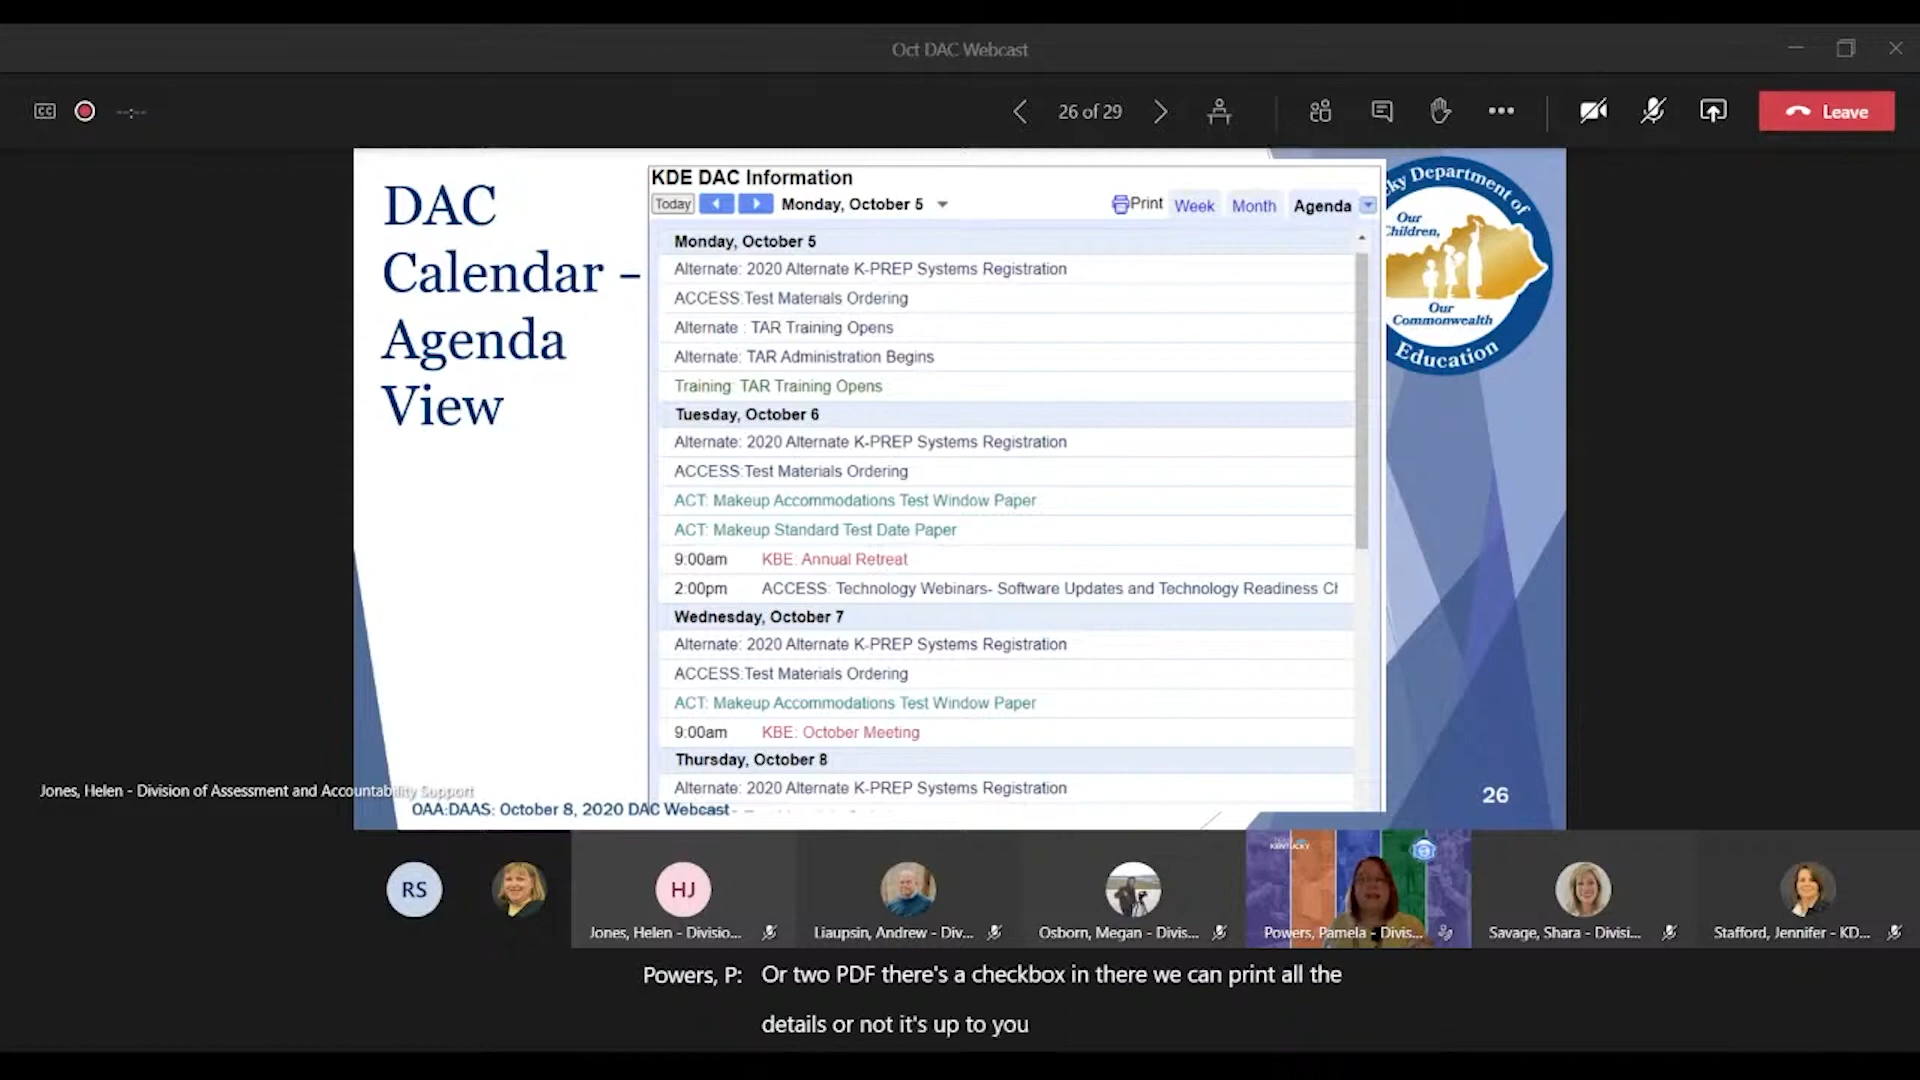 Oct DAC Webcast
CC
--:--
26 of 29
Leave
DAC
Calendar –
Agenda
View
KDE DAC Information
Today
Monday, October 5
Print
Week
Month
Agenda
Monday, October 5
Alternate: 2020 Alternate K-PREP Systems Registration
ACCESS:Test Materials Ordering
Alternate : TAR Training Opens
Alternate: TAR Administration Begins
Training: TAR Training Opens
Tuesday, October 6
Alternate: 2020 Alternate K-PREP Systems Registration
ACCESS:Test Materials Ordering
ACT: Makeup Accommodations Test Window Paper
ACT: Makeup Standard Test Date Paper
9:00am KBE: Annual Retreat
2:00pm ACCESS: Technology Webinars- Software Updates and Technology Readiness Ch
Wednesday, October 7
Alternate: 2020 Alternate K-PREP Systems Registration
ACCESS:Test Materials Ordering
ACT: Makeup Accommodations Test Window Paper
9:00am KBE: October Meeting
Thursday, October 8
Alternate: 2020 Alternate K-PREP Systems Registration
ky Department of
Our
Children,
Our
Commonwealth
Education
Jones, Helen - Division of Assessment and Accountability Support
OAA:DAAS: October 8, 2020 DAC Webcast
26
RS
HJ
KENTUCKY
Jones, Helen - Divisio...
Liaupsin, Andrew - Div...
Osborn, Megan - Divis...
Powers, Pamela - Divis...
Savage, Shara - Divisi...
Stafford, Jennifer - KD...
Powers, P: Or two PDF there's a checkbox in there we can print all the
details or not it's up to you